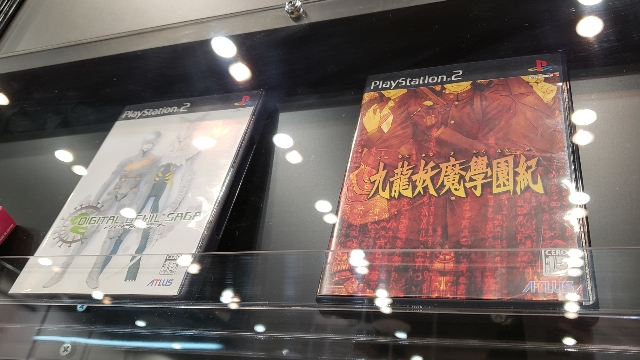 PlayStation.2
DIGITAL DEVIL SAGA
ATLUS
PlayStation.2
九龍妖魔學園紀
ATLUS